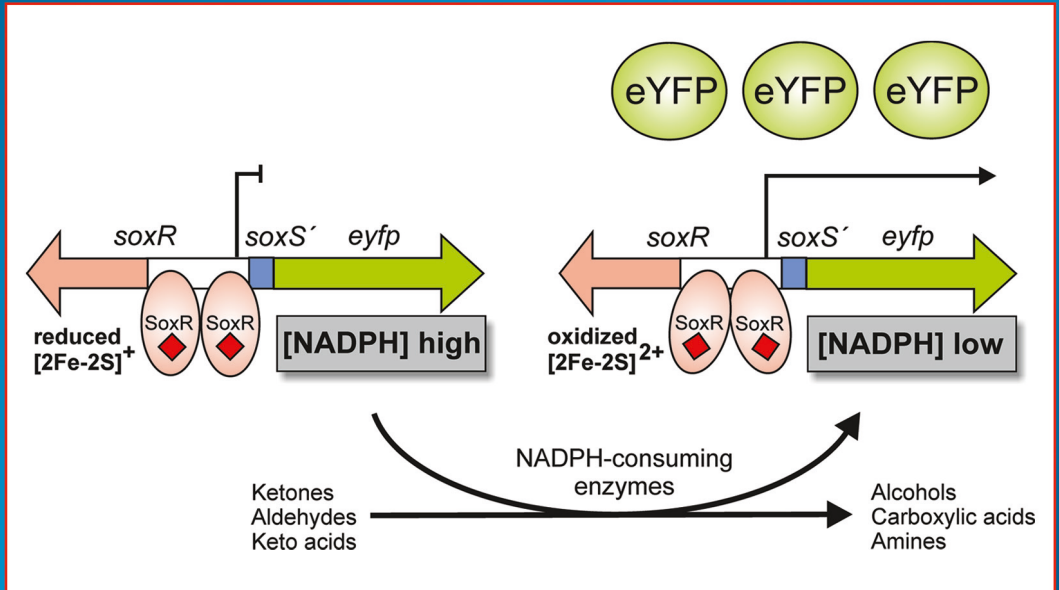 eYFP eYFP eYFP
soxR soxS´ eyfp
soxR soxS´ eyfp
SoxR SoxR
reduced
[2Fe-2S]+
[NADPH] high
SoxR SoxR
oxidized
[2Fe-2S]2+
[NADPH] low
NADPH-consuming
enzymes
Ketones
Aldehydes
Keto acids
Alcohols
Carboxylic acids
Amines